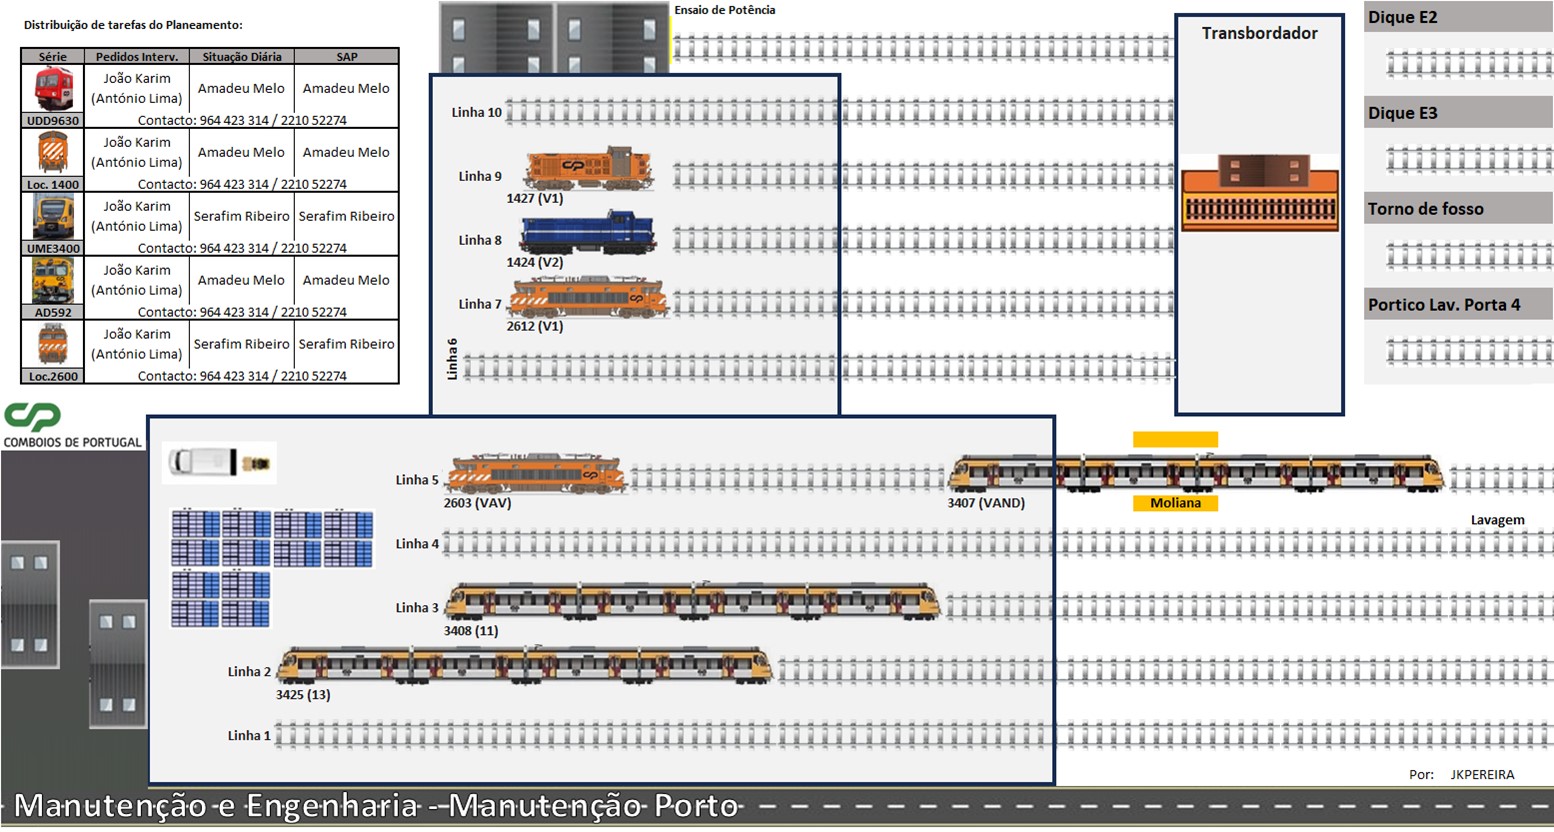 Distribuição de tarefas do Planeamento:
Série Pedidos Interv. Situação Diária SAP
UDD9630 João Karim (António Lima) Amadeu Melo Amadeu Melo
Contacto: 964 423 314 / 2210 52274
Loc. 1400 João Karim (António Lima) Amadeu Melo Amadeu Melo
Contacto: 964 423 314 / 2210 52274
UME3400 João Karim (António Lima) Serafim Ribeiro Serafim Ribeiro
Contacto: 964 423 314 / 2210 52274
AD592 João Karim (António Lima) Amadeu Melo Amadeu Melo
Contacto: 964 423 314 / 2210 52274
Loc.2600 João Karim (António Lima) Serafim Ribeiro Serafim Ribeiro
Contacto: 964 423 314 / 2210 52274
CP
COMBOIOS DE PORTUGAL
Ensaio de Potência
Linha 10
Linha 9
1427 (V1)
Linha 8
1424 (V2)
Linha 7
2612 (V1)
Linha 6
Transbordador
Dique E2
Dique E3
Torno de fosso
Portico Lav. Porta 4
Linha 5
2603 (VAV)
3407 (VAND)
Moliana
Lavagem
Linha 4
Linha 3
3408 (11)
Linha 2
3425 (13)
Linha 1
Por: JKPEREIRA
Manutenção e Engenharia - Manutenção Porto